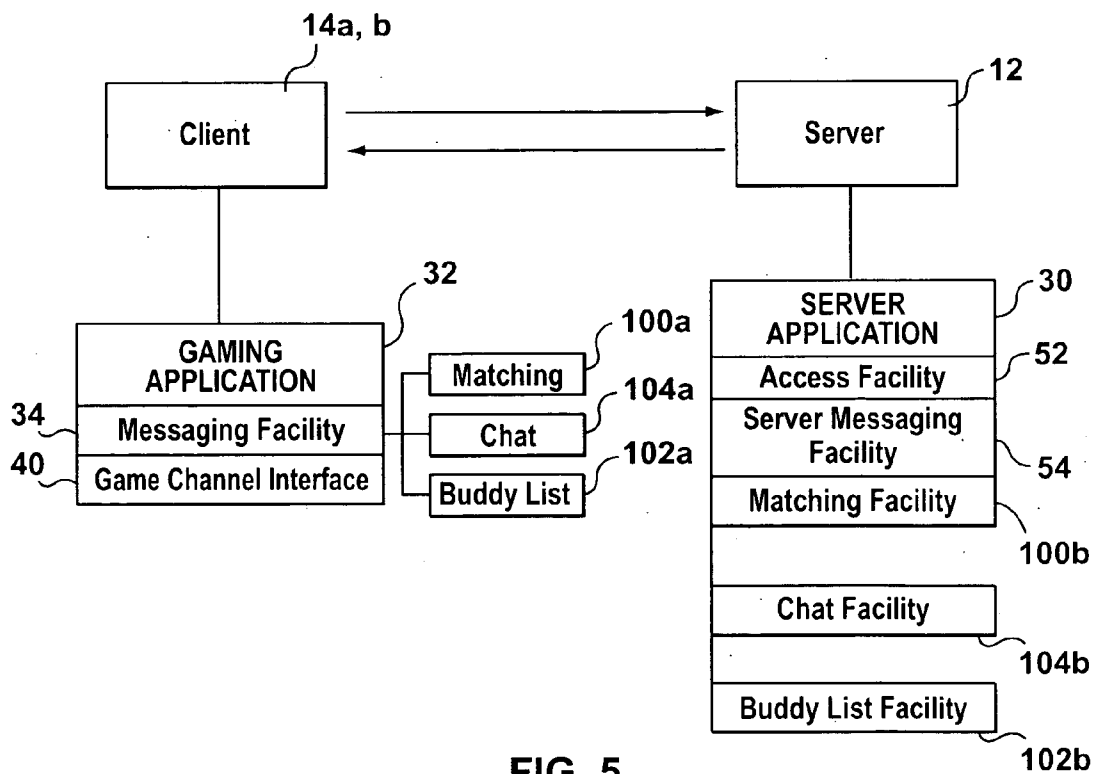 14a, b
12
Client
Server
32
GAMING
APPLICATION
34
Messaging Facility
40
Game Channel Interface
100a
Matching
104a
Chat
102a
Buddy List
30
SERVER
APPLICATION
52
Access Facility
Server Messaging
Facility
54
Matching Facility
100b
Chat Facility
104b
Buddy List Facility
102b
FIG. 5